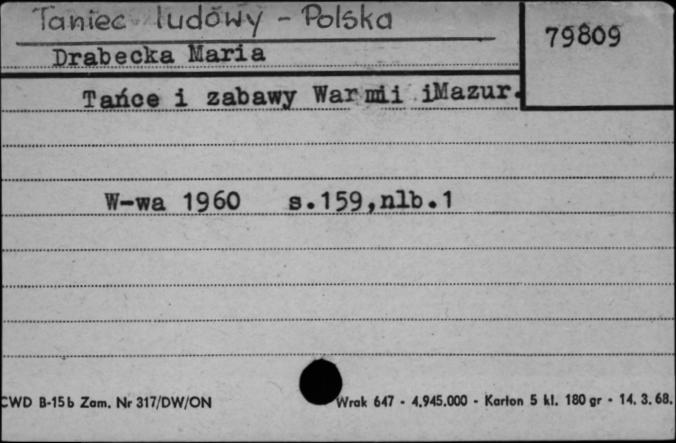 Taniec ludowy - Polska
79809
Drabecka Maria
Tańce i zabawy Warmii iMazur.
W-wa 1960 s.159,nlb.1
CWD B-15b Zam. Nr 317/DW/ON Wrak 647 - 4.945.000 - Karton 5 kl. 180 gr - 14. 3. 68.